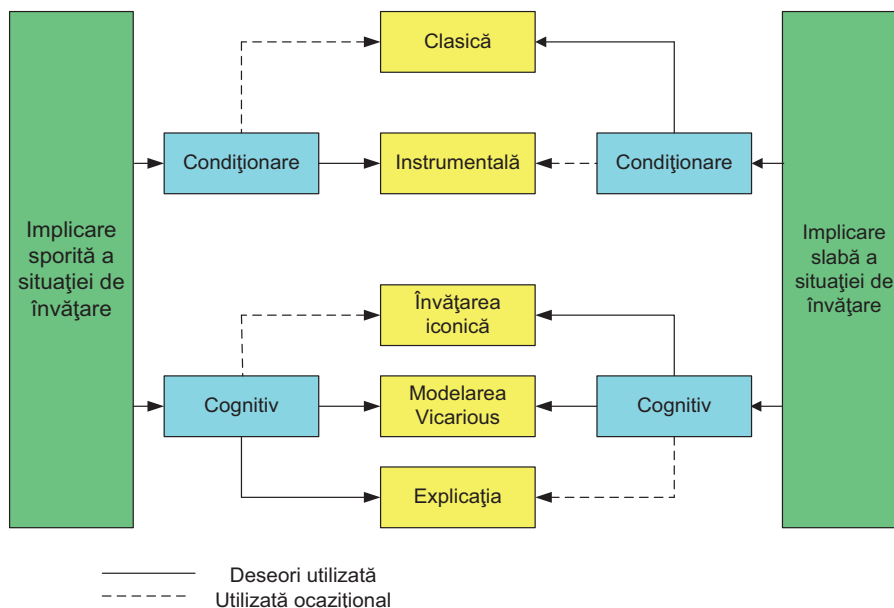 Clasică
Condiţionare
Instrumentală
Condiţionare
Implicare
sporită a
situaţiei de
învăţare
Implicare
slabă a
situaţiei de
învăţare
Învăţarea
iconică
Cognitiv
Modelarea
Vicarious
Cognitiv
Explicaţia
Deseori utilizată
Utilizată ocaziţional